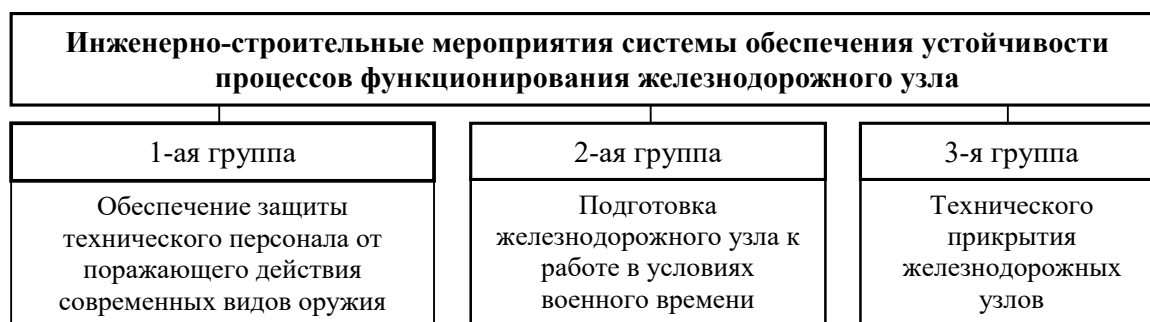 Инженерно-строительные мероприятия системы обеспечения устойчивости
процессов функционирования железнодорожного узла
1-ая группа
Обеспечение защиты
технического персонала от
поражающего действия
современных видов оружия
2-ая группа
Подготовка
железнодорожного узла к
работе в условиях
военного времени
3-я группа
Технического
прикрытия
железнодорожных
узлов